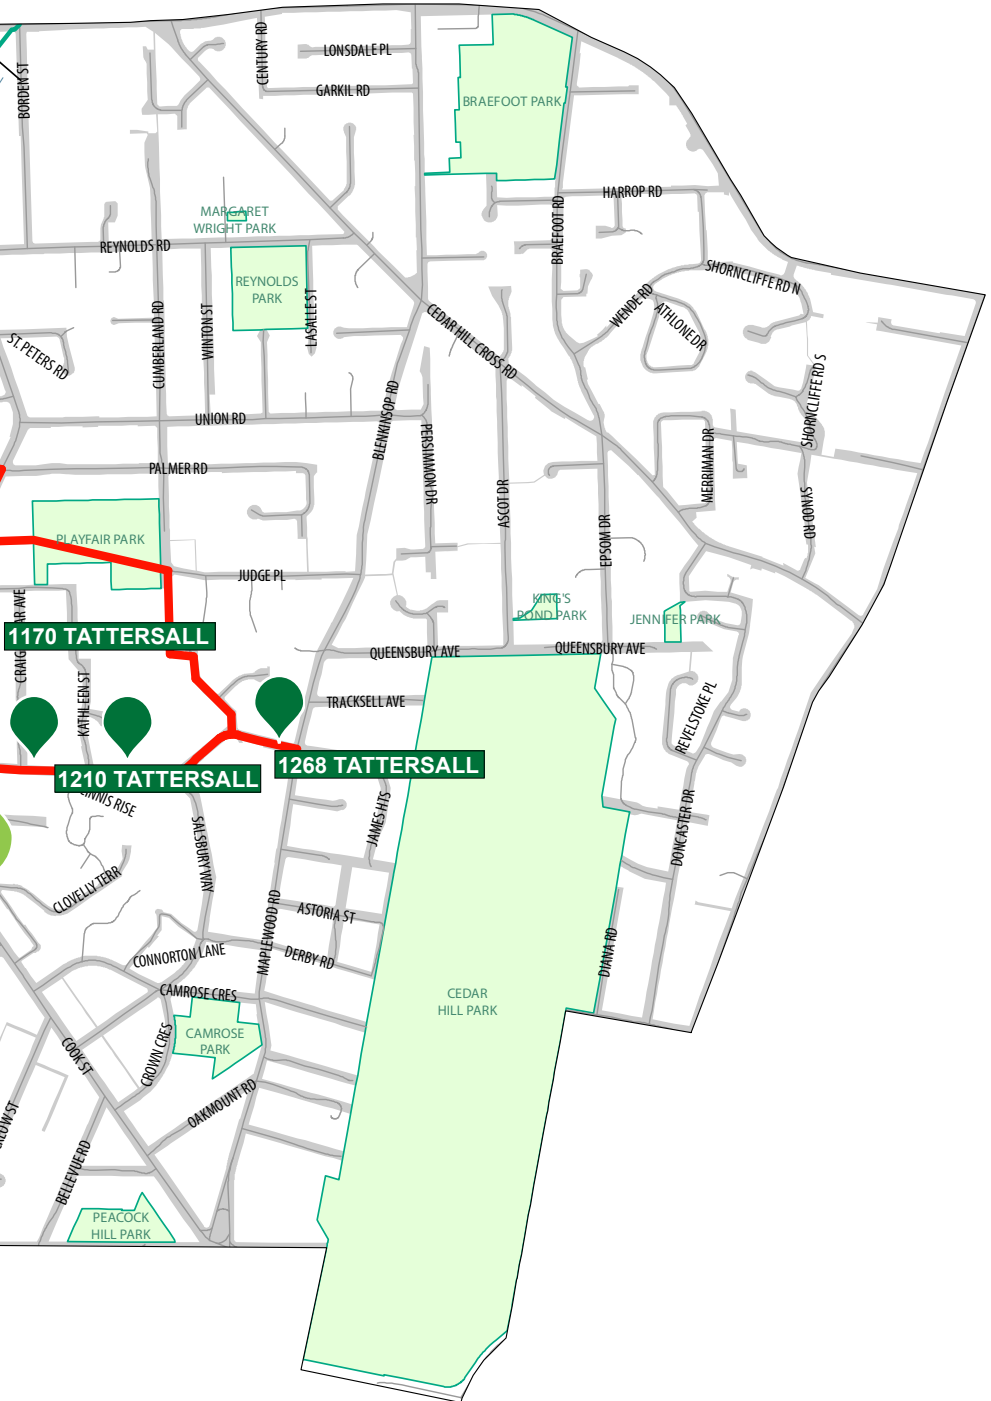 BORDEN ST
CENTURY RD
LONSDALE PL
GARKIL RD
BRAEFOOT PARK
HARROP RD
BRAEFOOT RD
MARGARET
WRIGHT PARK
REYNOLDS RD
REYNOLDS
PARK
LASALLE ST
WINTON ST
CUMBERLAND RD
ST. PETERS RD
SHORNCLIFFE RD N
WENDE RD
ATHLONE DR
CEDAR HILL CROSS RD
SHORNCLIFFE RD S
UNION RD
BLENKINSOP RD
PERSIMMON DR
MERRIMAN DR
PALMER RD
ASCOT DR
SYNOD RD
EPSOM DR
PLAYFAIR PARK
JUDGE PL
KING'S
POND PARK
JENNIFER PARK
1170 TATTERSALL
QUEENSBURY AVE
QUEENSBURY AVE
KATHLEEN ST
TRACKSELL AVE
REVELSTOKE PL
1210 TATTERSALL
1268 TATTERSALL
RISE
JAMES HTS
SALSBURY WAY
DONCASTER DR
CLOVELLY TERR
MAPLEWOOD RD
ASTORIA ST
DERBY RD
CONNORTON LANE
DIANA RD
CAMROSE CRES
CEDAR
HILL PARK
CAMROSE
PARK
CROWN CRES
COOK ST
OAKMOUNT RD
BELLEVUE RD
PEACOCK
HILL PARK